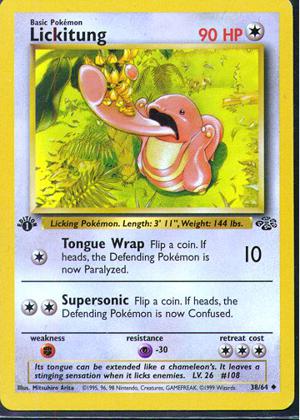 Basic Pokémon
Lickitung 90 HP
EDITION
1
Licking Pokémon. Length: 3' 11", Weight: 144 lbs.
Tongue Wrap Flip a coin. If
heads, the Defending Pokémon is
now Paralyzed.
10
Supersonic Flip a coin. If heads, the
Defending Pokémon is now Confused.
weakness resistance retreat cost
-30
Its tongue can be extended like a chameleon's. It leaves a
stinging sensation when it licks enemies. LV. 26 #108
Illus. Mitsuhiro Arita ©1995, 96, 98 Nintendo, Creatures, GAMEFREAK. ©1999 Wizards. 38/64